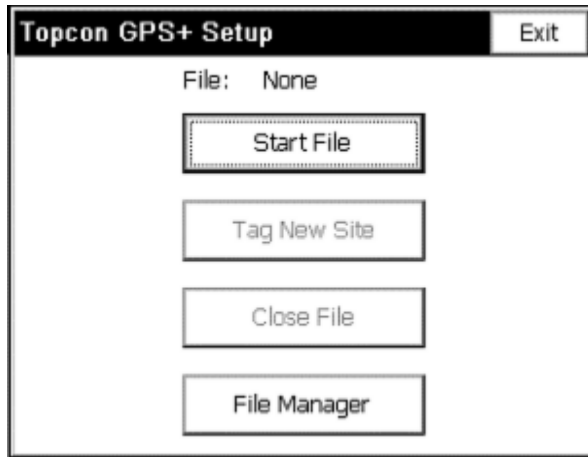 Topcon GPS+ Setup Exit
File: None
Start File
Tag New Site
Close File
File Manager